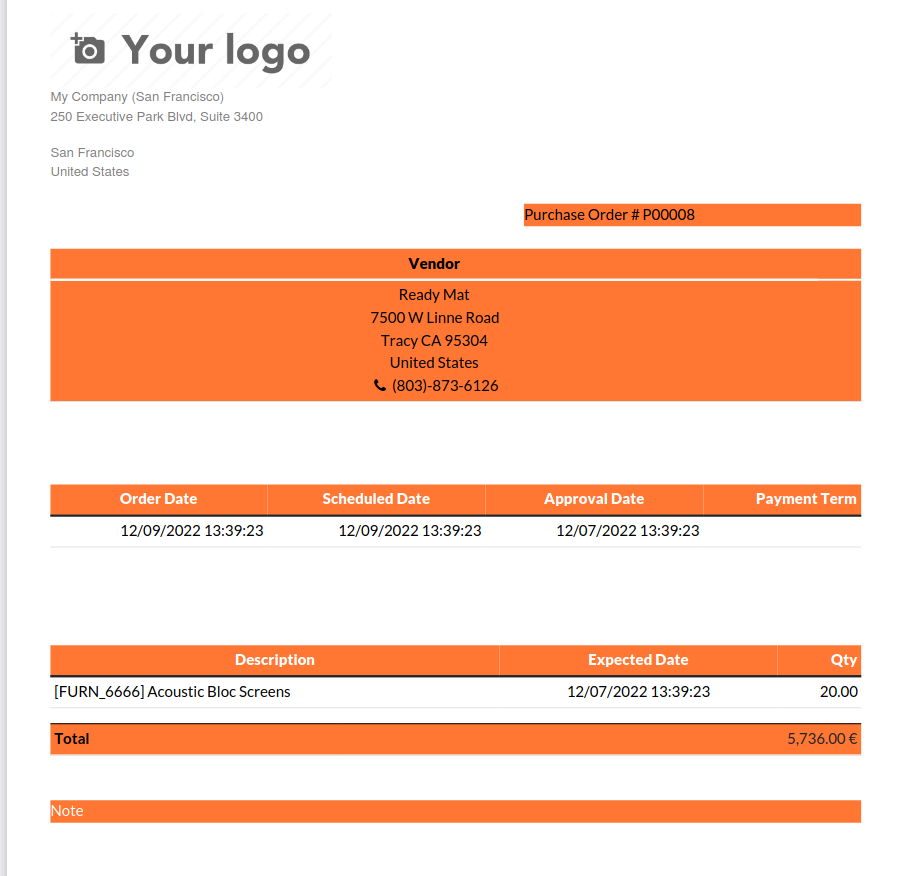 Your logo
My Company (San Francisco)
250 Executive Park Blvd, Suite 3400
San Francisco
United States
Purchase Order # P00008
Vendor
Ready Mat
7500 W Linne Road
Tracy CA 95304
United States
(803)-873-6126
Order Date Scheduled Date Approval Date Payment Term
12/09/2022 13:39:23 12/09/2022 13:39:23 12/07/2022 13:39:23
Description Expected Date Qty
[FURN_6666] Acoustic Bloc Screens 12/07/2022 13:39:23 20.00
Total 5,736.00 €
Note